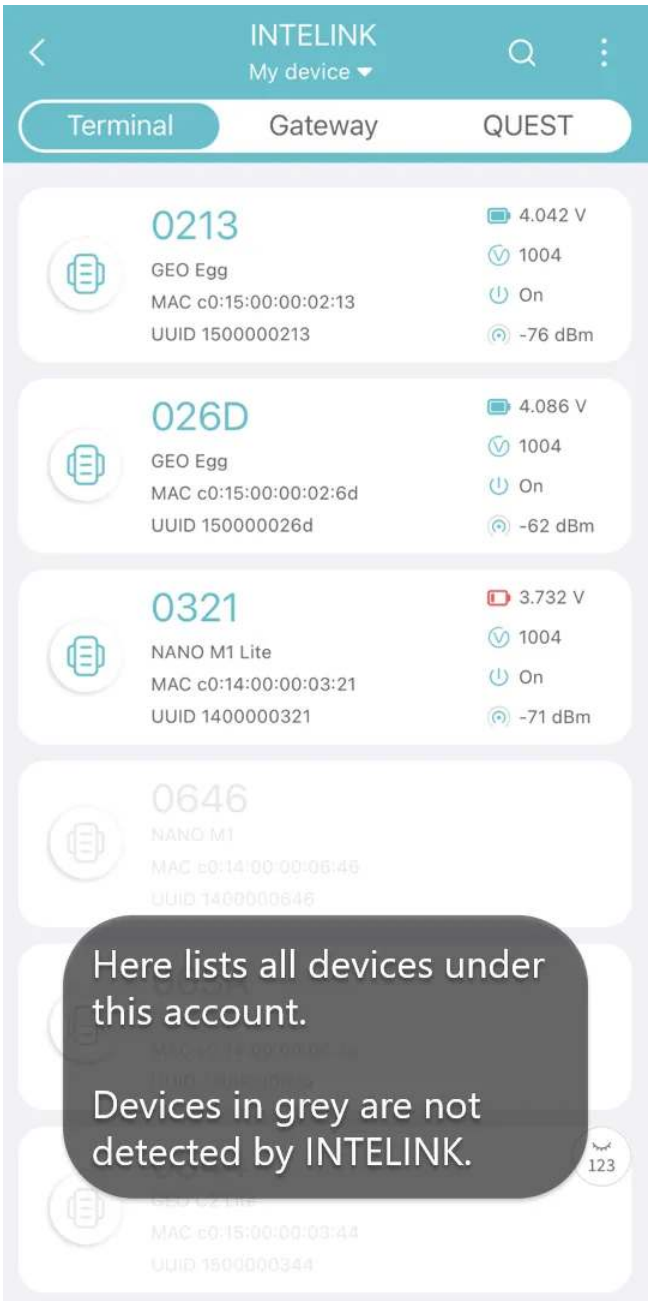 INTELINK
My device
Terminal Gateway QUEST
0213
4.042 V
GEO Egg
1004
MAC c0:15:00:00:02:13
On
UUID 1500000213
-76 dBm
026D
4.086 V
GEO Egg
1004
MAC c0:15:00:00:02:6d
On
UUID 150000026d
-62 dBm
0321
3.732 V
NANO M1 Lite
1004
MAC c0:14:00:00:03:21
On
UUID 1400000321
-71 dBm
0646
NANO M1
MAC c0:14:00:00:06:46
UUID 1400000646
Here lists all devices under
this account.
Devices in grey are not
detected by INTELINK.
123
GEO C2 Lite
MAC c0:15:00:00:03:44
UUID 1500000344